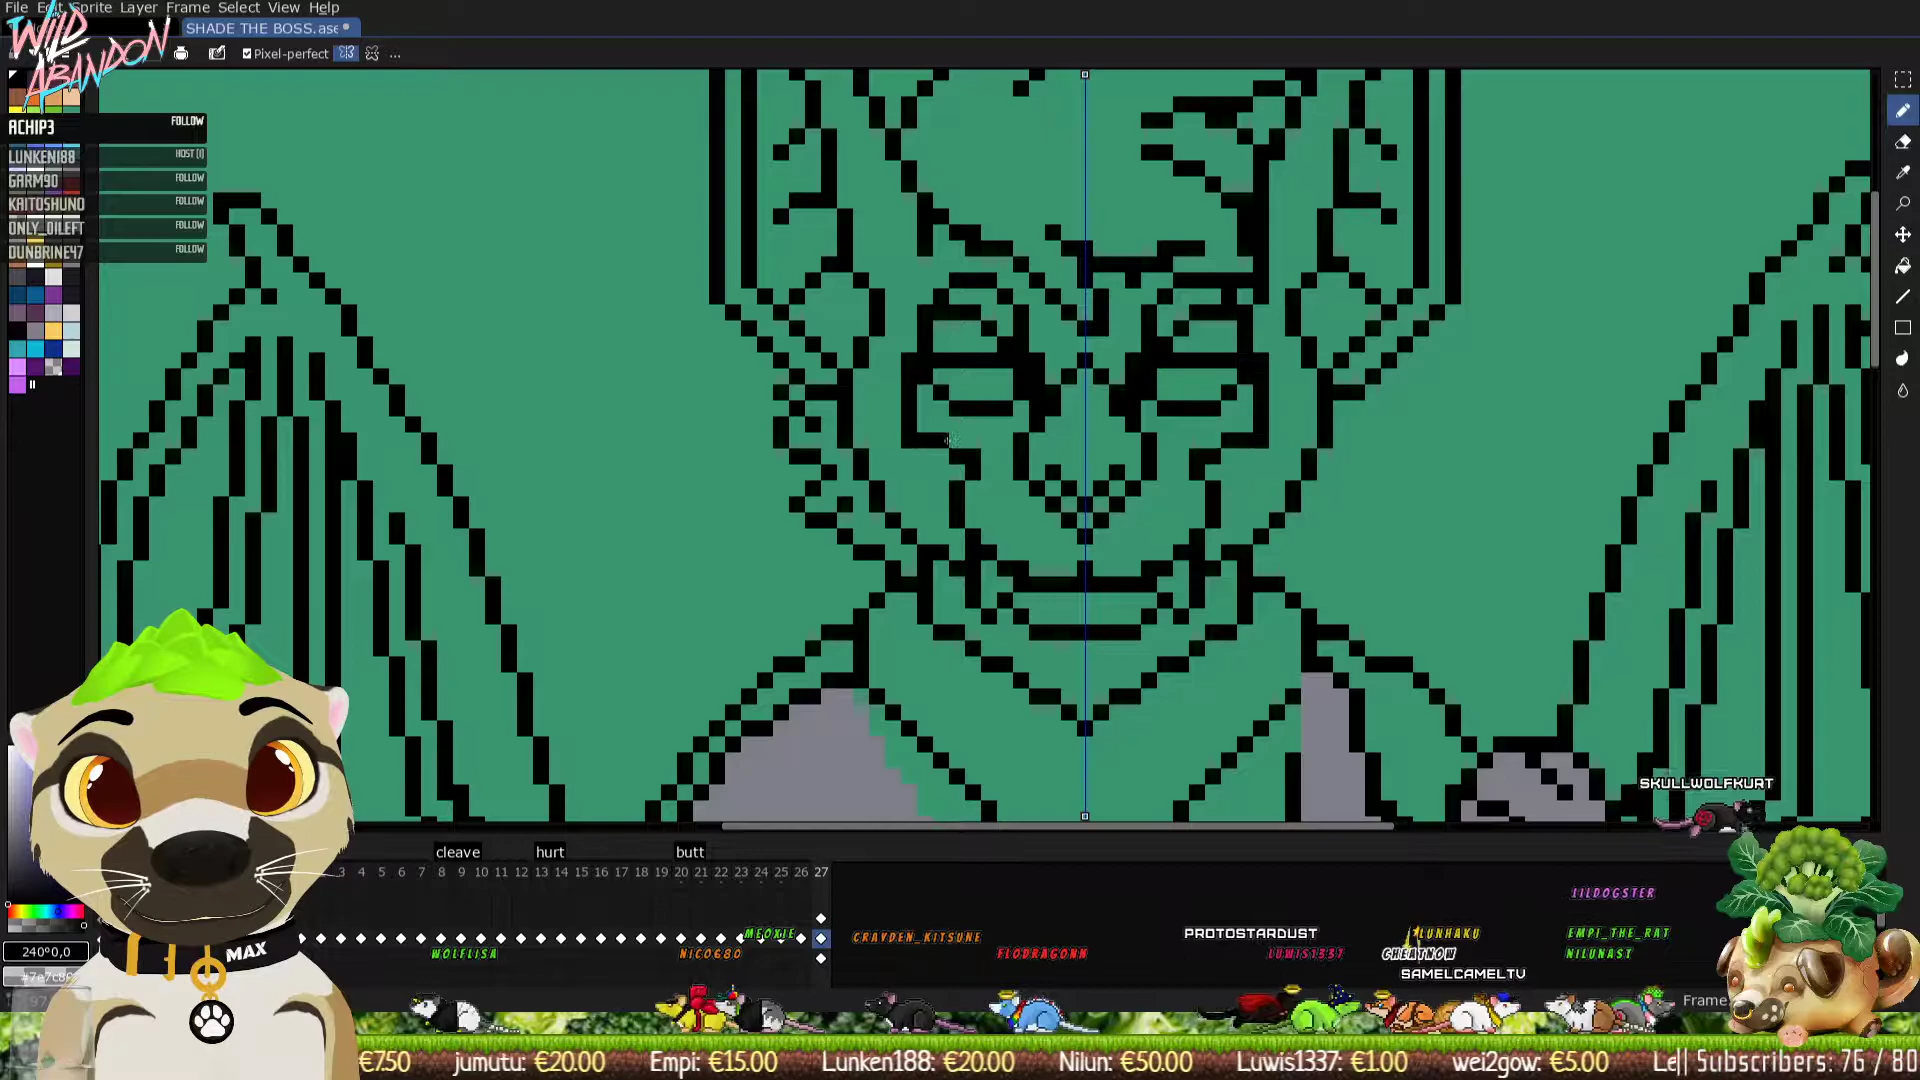 File Edit Sprite Layer Frame Select View Help
WILD ABANDON
SHADE THE BOSS.ase
Pixel-perfect
...
ACHIP3 FOLLOW
LUNKEN188 HOST [1]
GARM90 FOLLOW
KAITOSHUNO FOLLOW
ONLY_OILEFT FOLLOW
DUNBRINE47 FOLLOW
SKULLWOLFKURT
cleave hurt butt
3 4 5 6 7 8 9 10 11 12 13 14 15 16 17 18 19 20 21 22 23 24 25 26 27
LILDOGSTER
MEOXIE CRAYDEN_KITSUNE PROTOSTARDUST LUNHAKU EMPI_THE_RAT
WOLFLISA NICO680 FLODRAGONN LUWIS1337 CHEATNOW NILUNAST
SAMELCAMELTV
240°0,0
MAX
Frame
€7.50 jumutu: €20.00 Empi: €15.00 Lunken188: €20.00 Nilun: €50.00 Luwis1337: €1.00 wei2gow: €5.00 Le
Subscribers: 76 / 80